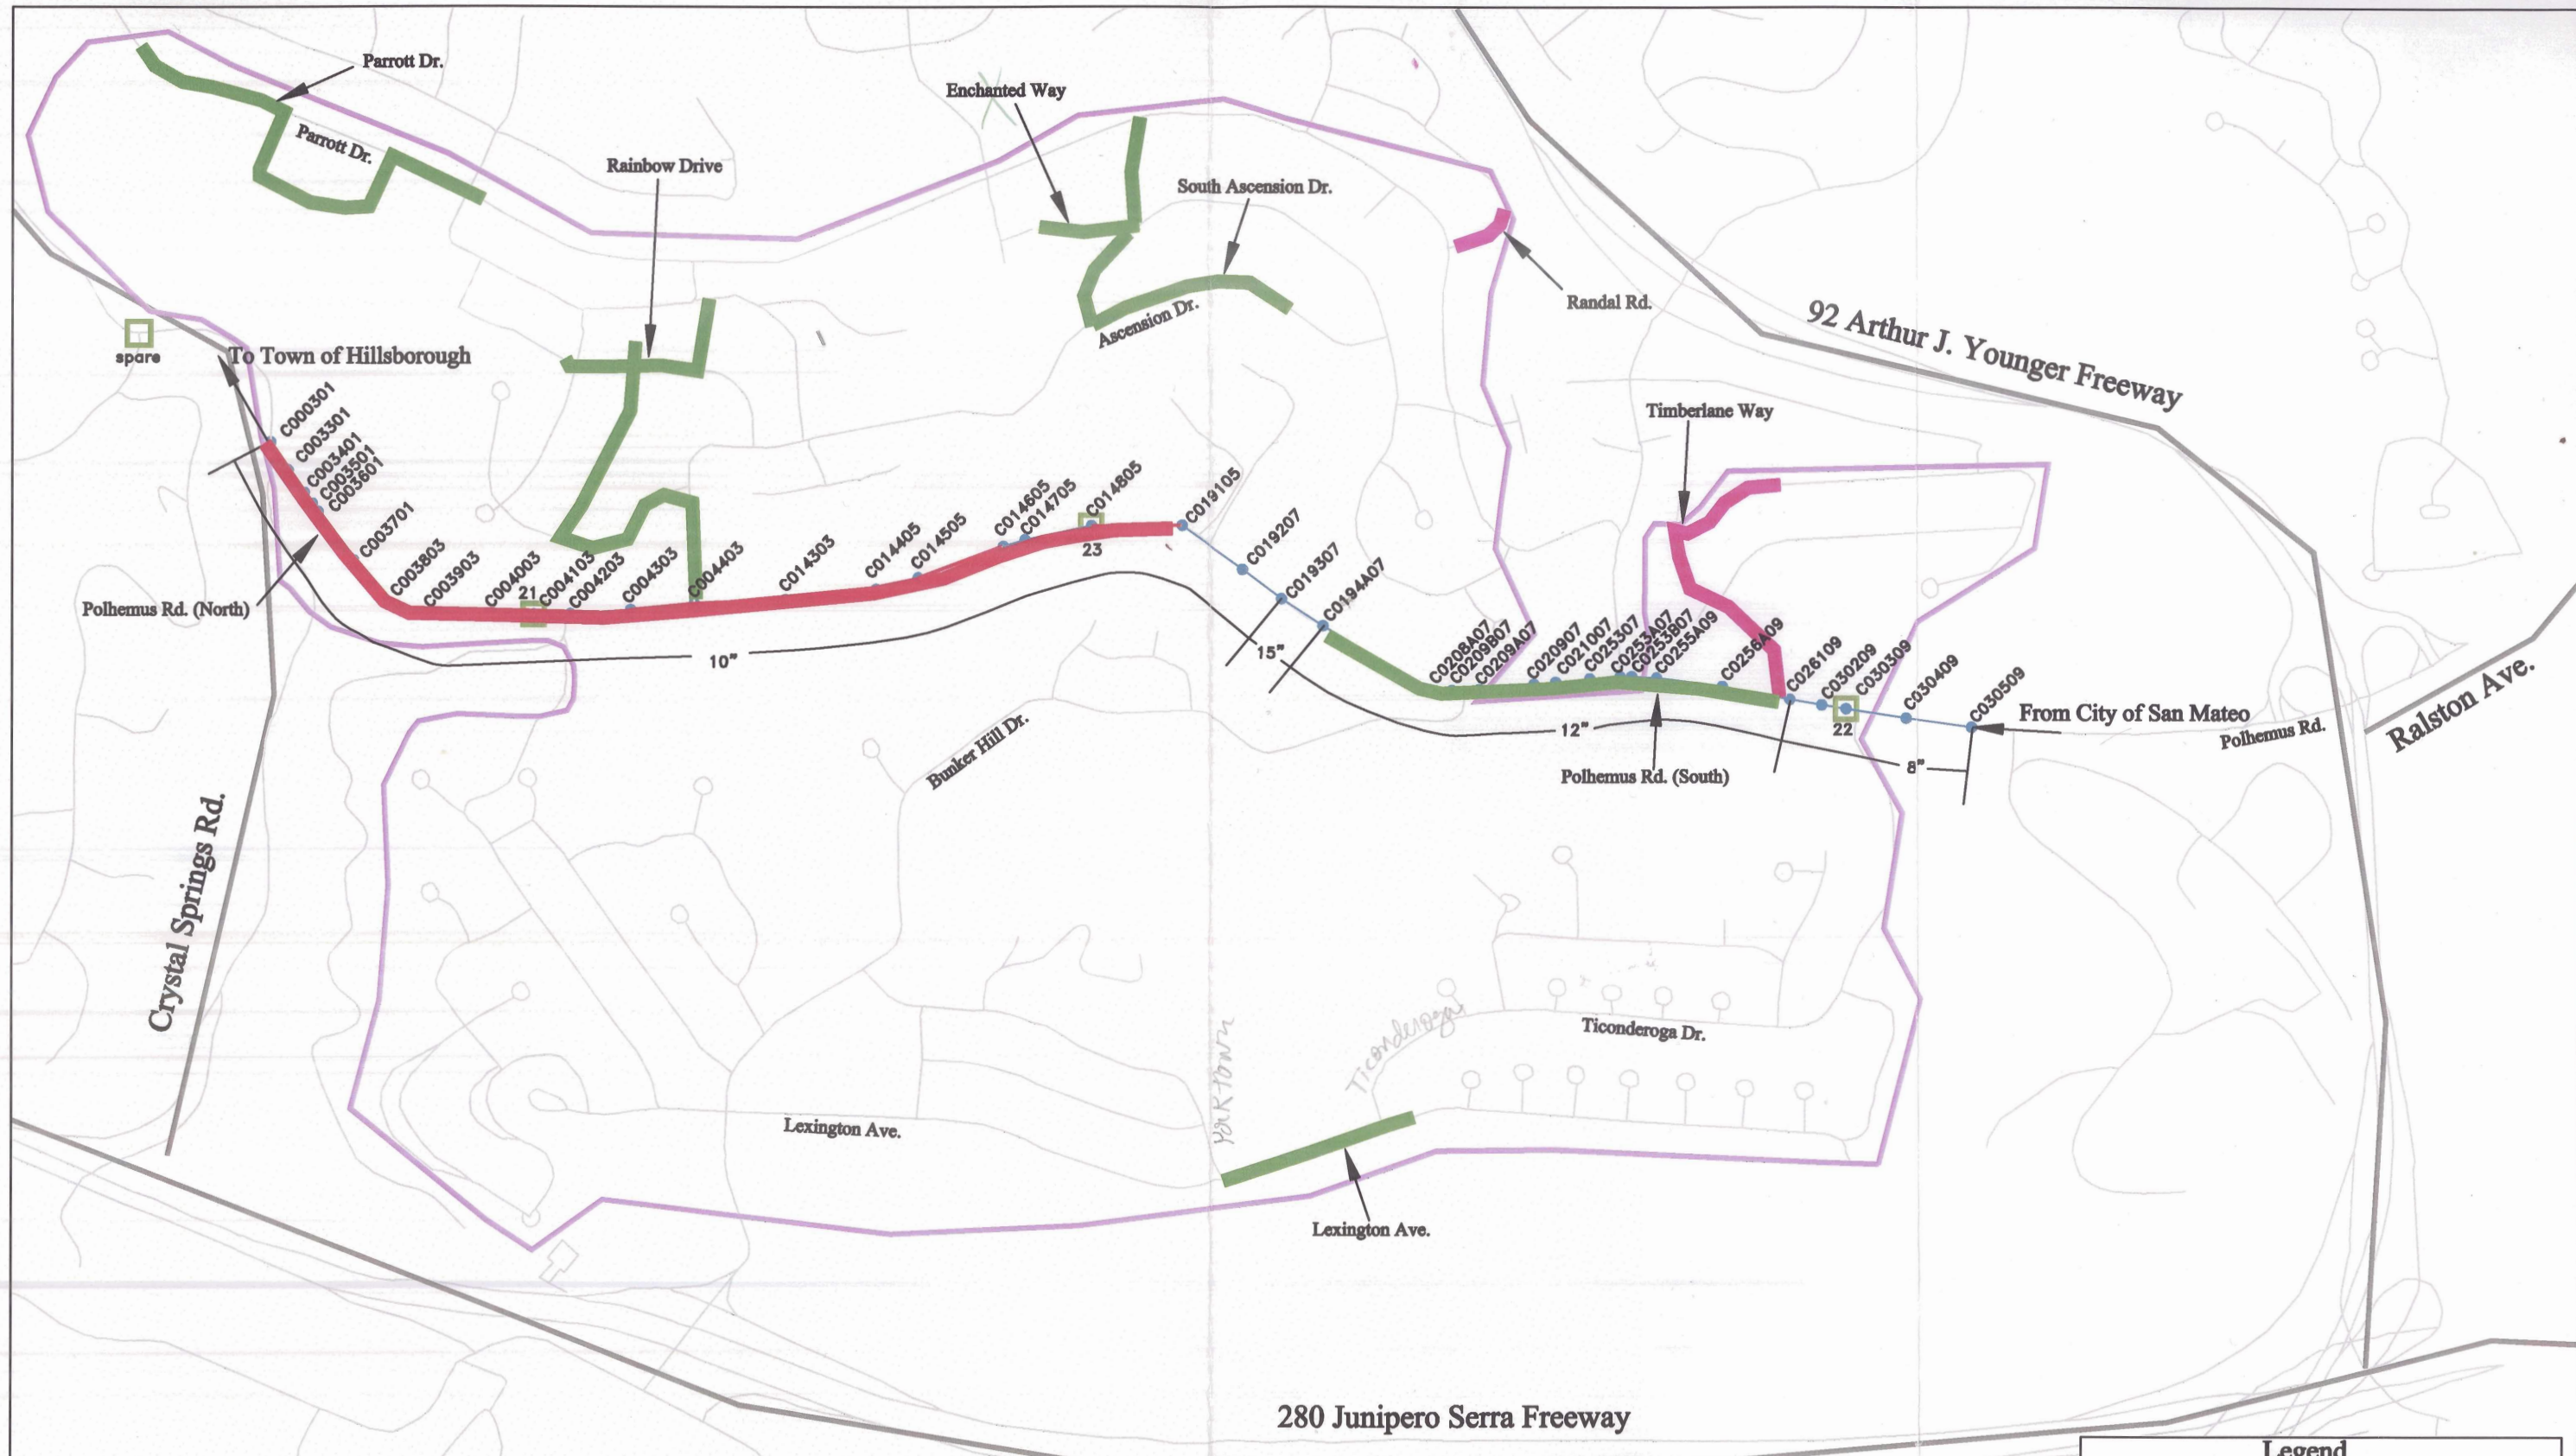 Parrott Dr.
Parrott Dr.
Enchanted Way
Rainbow Drive
South Ascension Dr.
Ascension Dr.
Randal Rd.
92 Arthur J. Younger Freeway
spare
To Town of Hillsborough
Timberlane Way
C000301
C003301
C003401
C003501
C003601
C003701
C003803
C003903
C004003
21
C004103
C004203
C004303
C004403
C014303
C014405
C014505
C014605
C014705
C014805
23
C019105
C019207
C019307
C0194A07
Polhemus Rd. (North)
10"
15"
C0208A07
C0209B07
C0209A07
C020907
C021007
C025307
C0253A07
C0253B07
C0255A09
C0256A09
C026109
C030209
C030309
22
C030409
C030509
From City of San Mateo
Polhemus Rd.
Ralston Ave.
12"
8"
Polhemus Rd. (South)
Bunker Hill Dr.
Crystal Springs Rd.
Ticonderoga
Yorktown
Ticonderoga Dr.
Lexington Ave.
Lexington Ave.
280 Junipero Serra Freeway
Legend